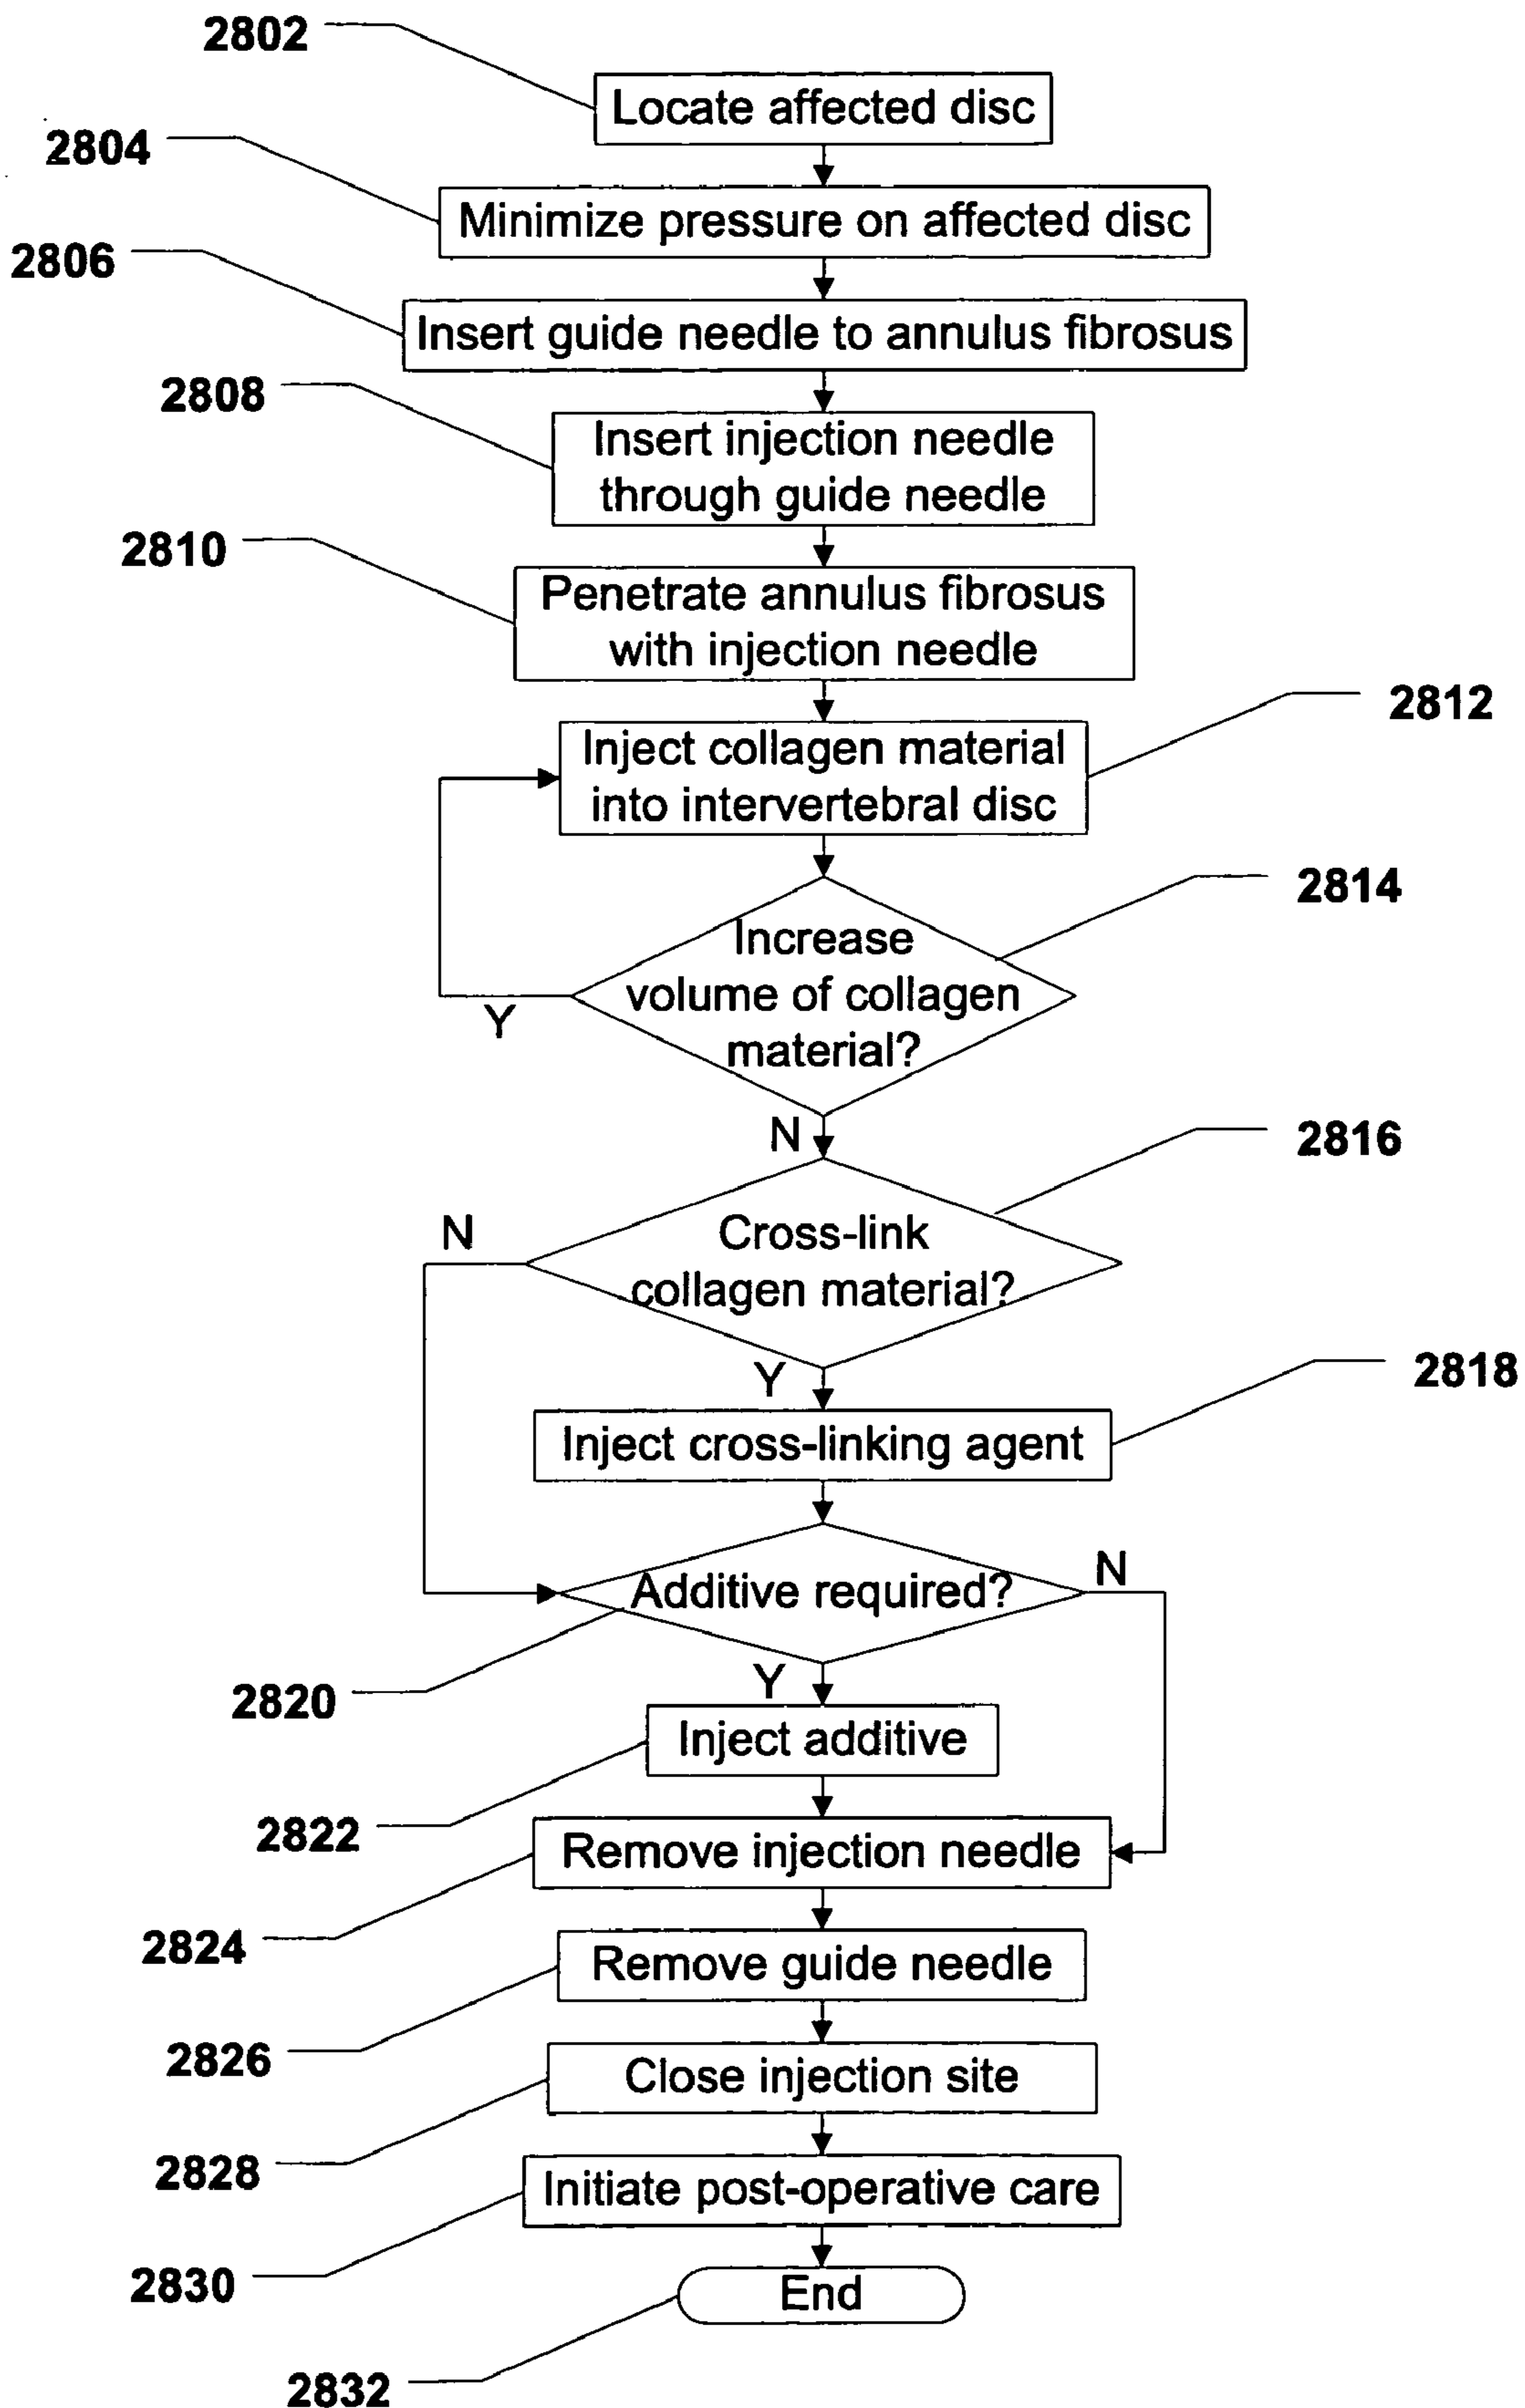 2802
Locate affected disc
2804
Minimize pressure on affected disc
2806
Insert guide needle to annulus fibrosus
2808
Insert injection needle
through guide needle
2810
Penetrate annulus fibrosus
with injection needle
2812
Inject collagen material
into intervertebral disc
2814
Increase
volume of collagen
material?
Y
N
2816
Cross-link
collagen material?
N
Y
2818
Inject cross-linking agent
Additive required?
N
2820
Y
Inject additive
2822
Remove injection needle
2824
Remove guide needle
2826
Close injection site
2828
Initiate post-operative care
2830
End
2832